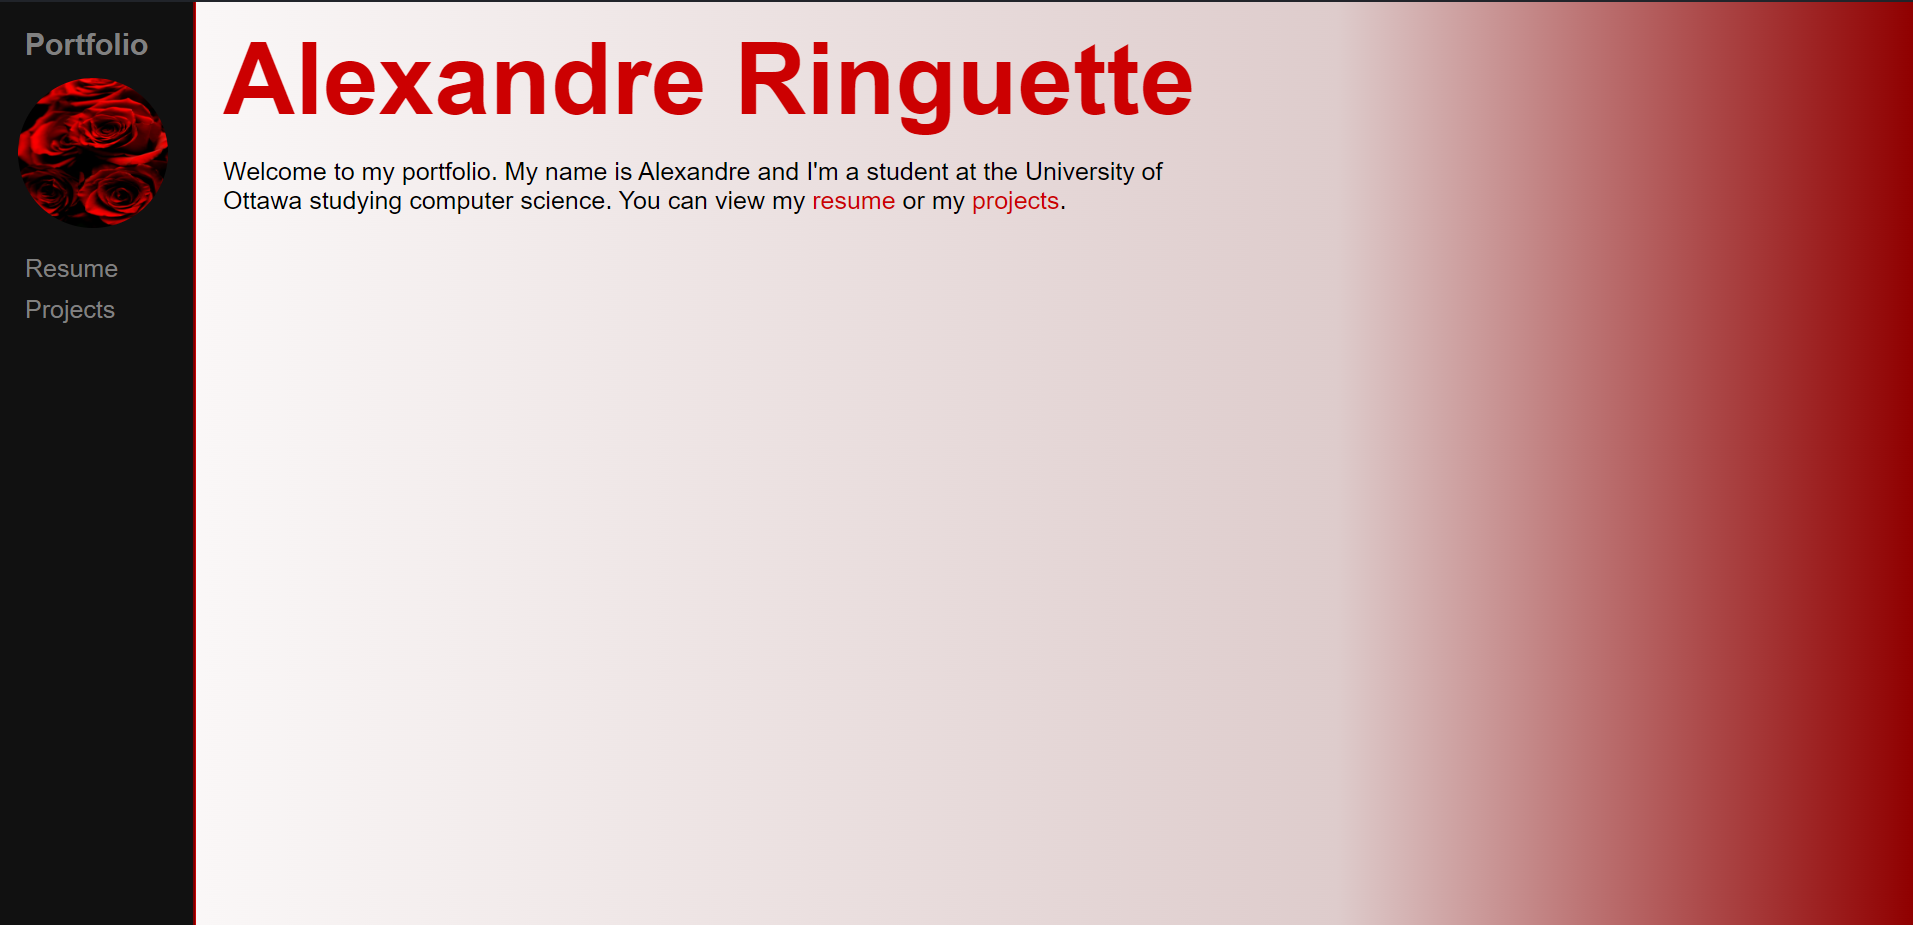 Portfolio
Resume
Projects
Alexandre Ringuette
Welcome to my portfolio. My name is Alexandre and I'm a student at the University of
Ottawa studying computer science. You can view my resume or my projects.